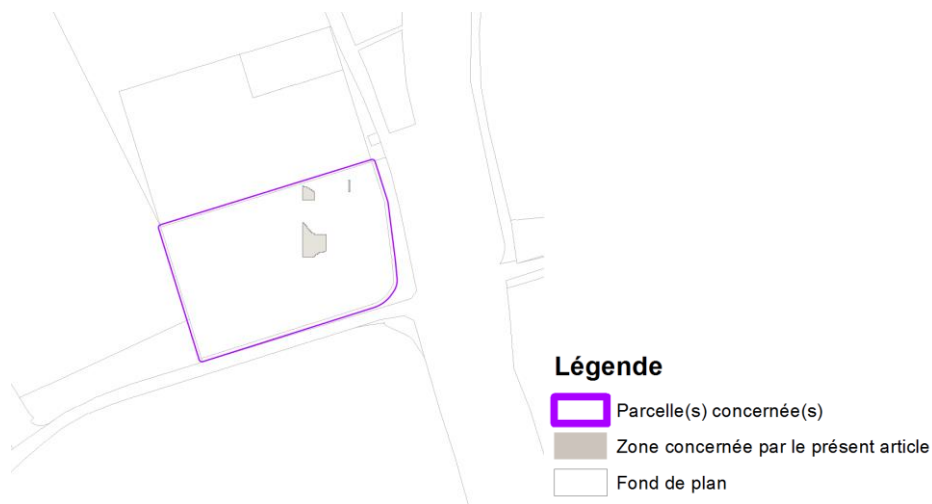 Légende
Parcelle(s) concernée(s)
Zone concernée par le présent article
Fond de plan